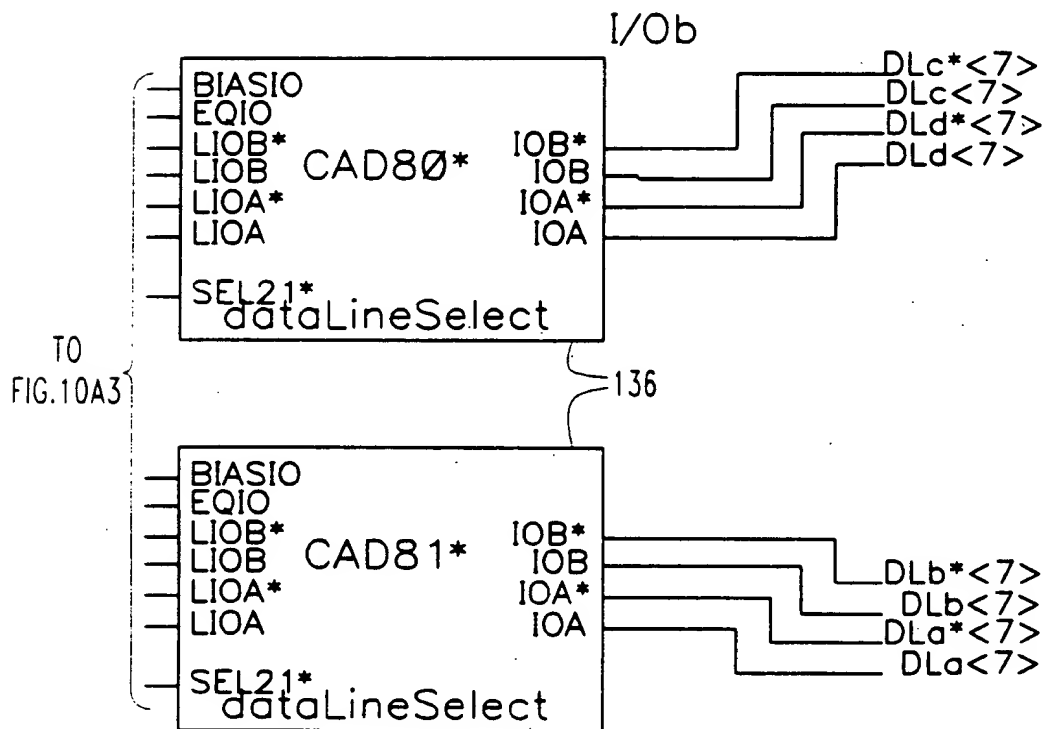 I/Ob
BIASIO
EQIO
LIOB*
LIOB
LIOA*
LIOA
SEL21*
CAD80*
IOB*
IOB
IOA*
IOA
dataLineSelect
DLc*<7>
DLc<7>
DLd*<7>
DLd<7>
TO
FIG.10A3
136
BIASIO
EQIO
LIOB*
LIOB
LIOA*
LIOA
SEL21*
CAD81*
IOB*
IOB
IOA*
IOA
dataLineSelect
DLb*<7>
DLb<7>
DLa*<7>
DLa<7>